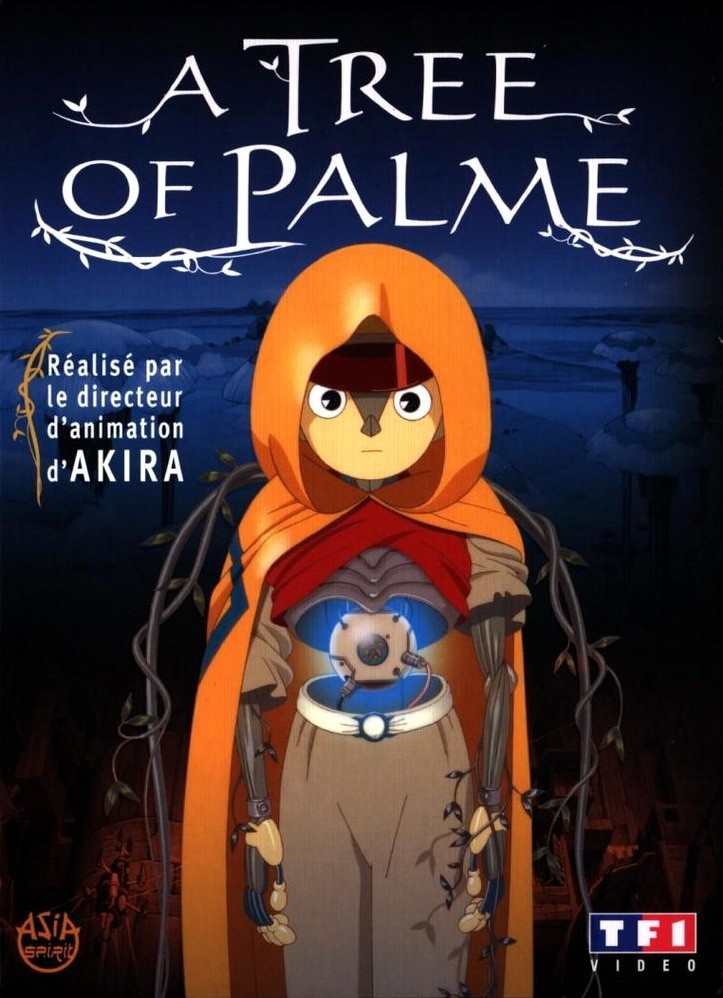 A TREE
OF PALME
Réalisé par
le directeur
d'animation
d'AKIRA
ASIA
SPIRIT
TF1
VIDEO